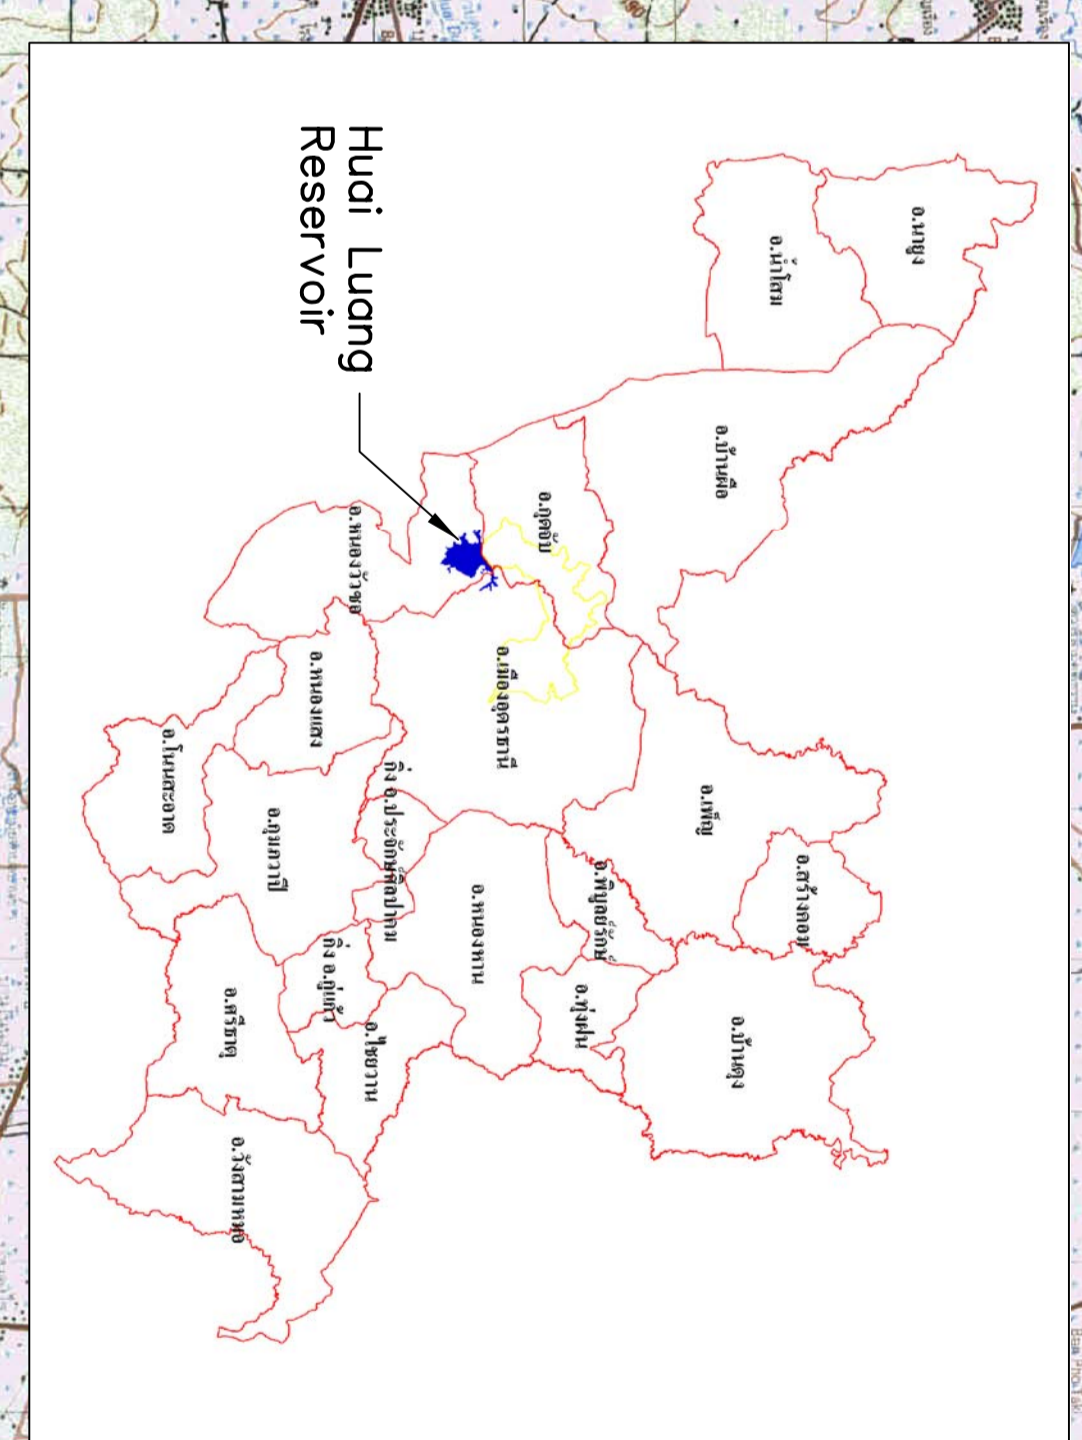 อ.นายูง
อ.น้ำโสม
อ.บ้านผือ
อ.กุดจับ
Huai Luang
Reservoir
อ.หนองวัวซอ
อ.เมืองอุดรธานี
อ.หนองแสง
อ.โนนสะอาด
อ.เพ็ญ
กิ่ง อ.ประจักษ์ศิลปาคม
อ.กุมภวาปี
อ.สร้างคอม
อ.พิบูลย์รักษ์
อ.หนองหาน
กิ่ง อ.กู่แก้ว
อ.ทุ่งฝน
อ.ศรีธาตุ
อ.ไชยวาน
อ.บ้านดุง
อ.วังสามหมอ